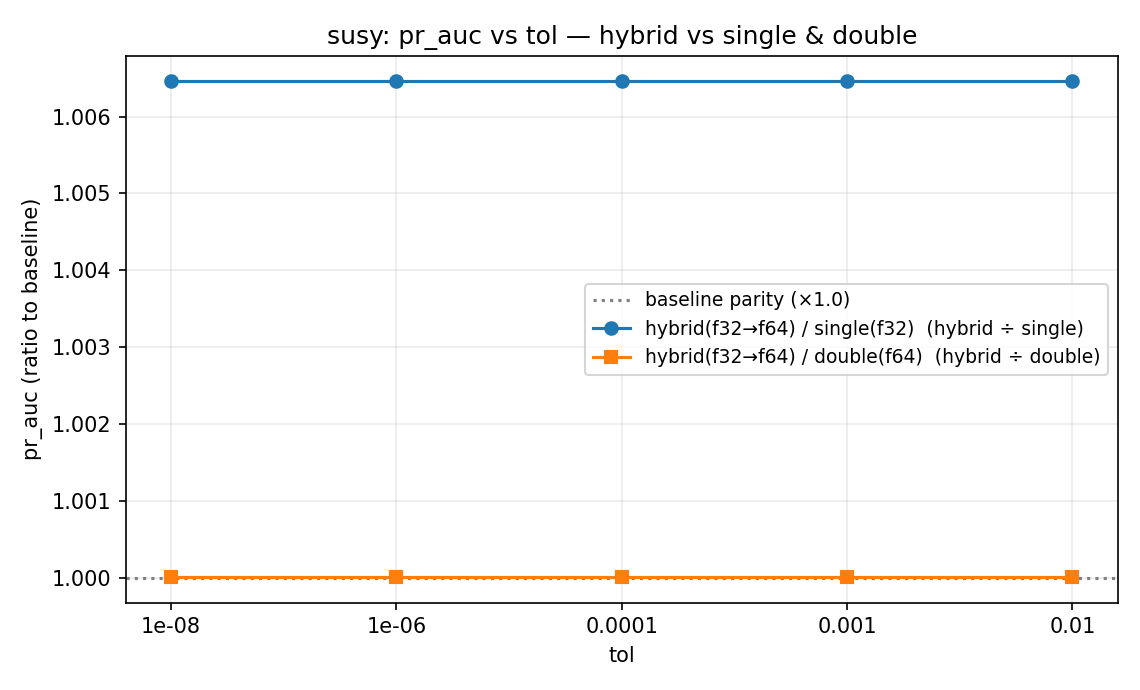 susy: pr_auc vs tol — hybrid vs single & double
pr_auc (ratio to baseline)
1.006
1.005
1.004
1.003
1.002
1.001
1.000
baseline parity (×1.0)
hybrid(f32→f64) / single(f32)  (hybrid ÷ single)
hybrid(f32→f64) / double(f64)  (hybrid ÷ double)
1e-08
1e-06
0.0001
0.001
0.01
tol